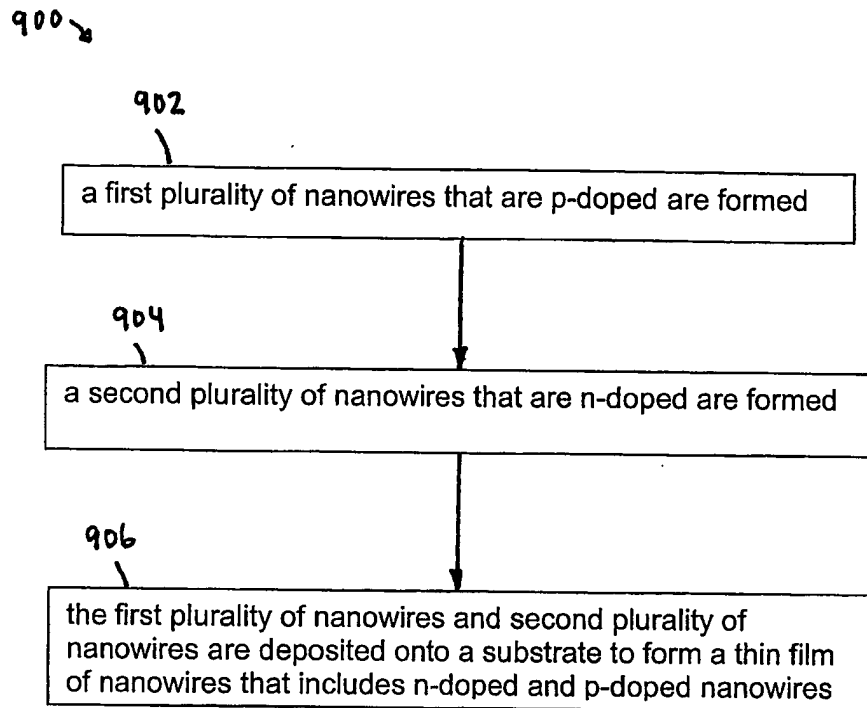 900
902
a first plurality of nanowires that are p-doped are formed
904
a second plurality of nanowires that are n-doped are formed
906
the first plurality of nanowires and second plurality of
nanowires are deposited onto a substrate to form a thin film
of nanowires that includes n-doped and p-doped nanowires